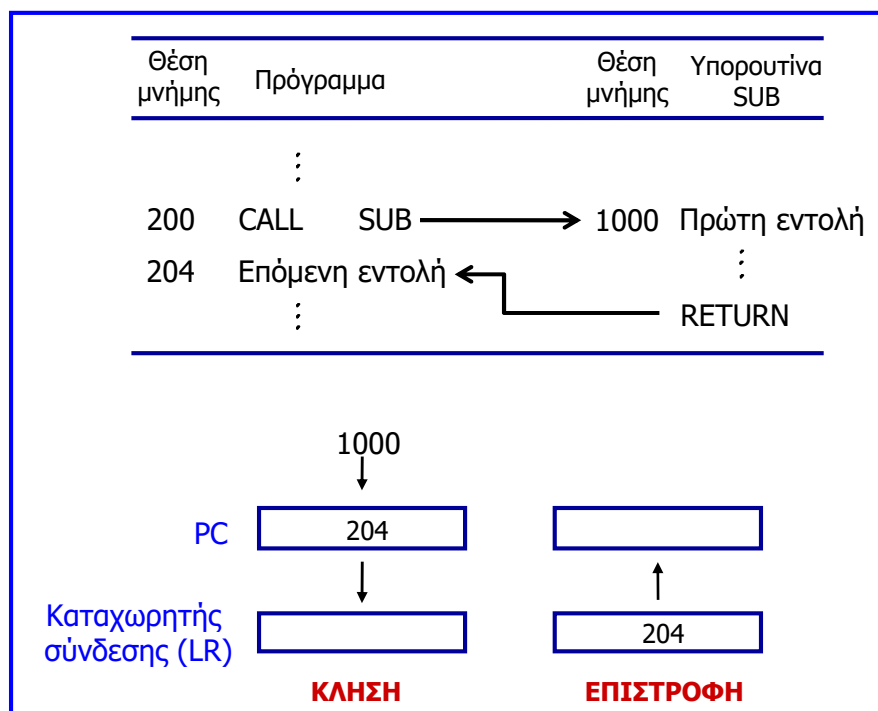 Θέση μνήμης Πρόγραμμα Θέση μνήμης Υπορουτίνα SUB
200 CALL SUB 1000 Πρώτη εντολή
204 Επόμενη εντολή
RETURN
1000
PC 204
Καταχωρητής
σύνδεσης (LR) 204
ΚΛΗΣΗ ΕΠΙΣΤΡΟΦΗ